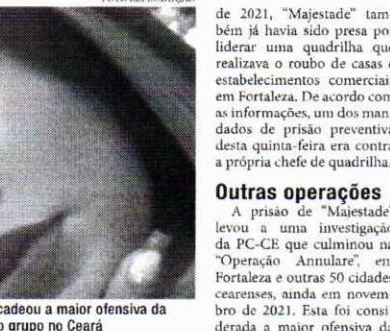 de 2021, "Majestade" tam-
bém já havia sido presa por
liderar uma quadrilha que
realizava o roubo de casas e
estabelecimentos comerciais
em Fortaleza. De acordo com
as informações, um dos man-
dados de prisão preventiva
desta quinta-feira era contra
a própria chefe de quadrilha.
Outras operações
A prisão de "Majestade"
levou a uma investigação
da PC-CE que culminou na
"Operação Annulare", em
Fortaleza e outras 50 cidades
cearenses, ainda em novem-
bro de 2021. Esta foi consi-
derada a maior ofensiva da
cadeou a maior ofensiva da
o grupo no Ceará